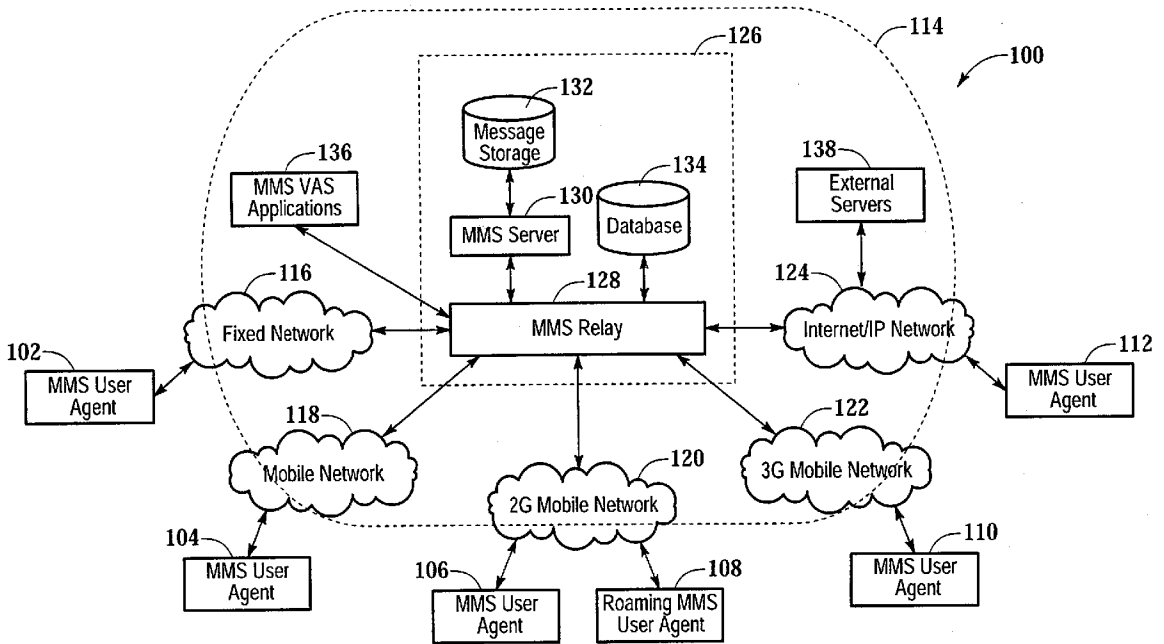 126
114
100
132
Message
Storage
136
MMS VAS
Applications
134
138
External
Servers
130
MMS Server
Database
116
128
124
Fixed Network
MMS Relay
Internet/IP Network
102
MMS User
Agent
112
MMS User
Agent
118
Mobile Network
122
3G Mobile Network
120
2G Mobile Network
104
MMS User
Agent
106
MMS User
Agent
108
Roaming MMS
User Agent
110
MMS User
Agent